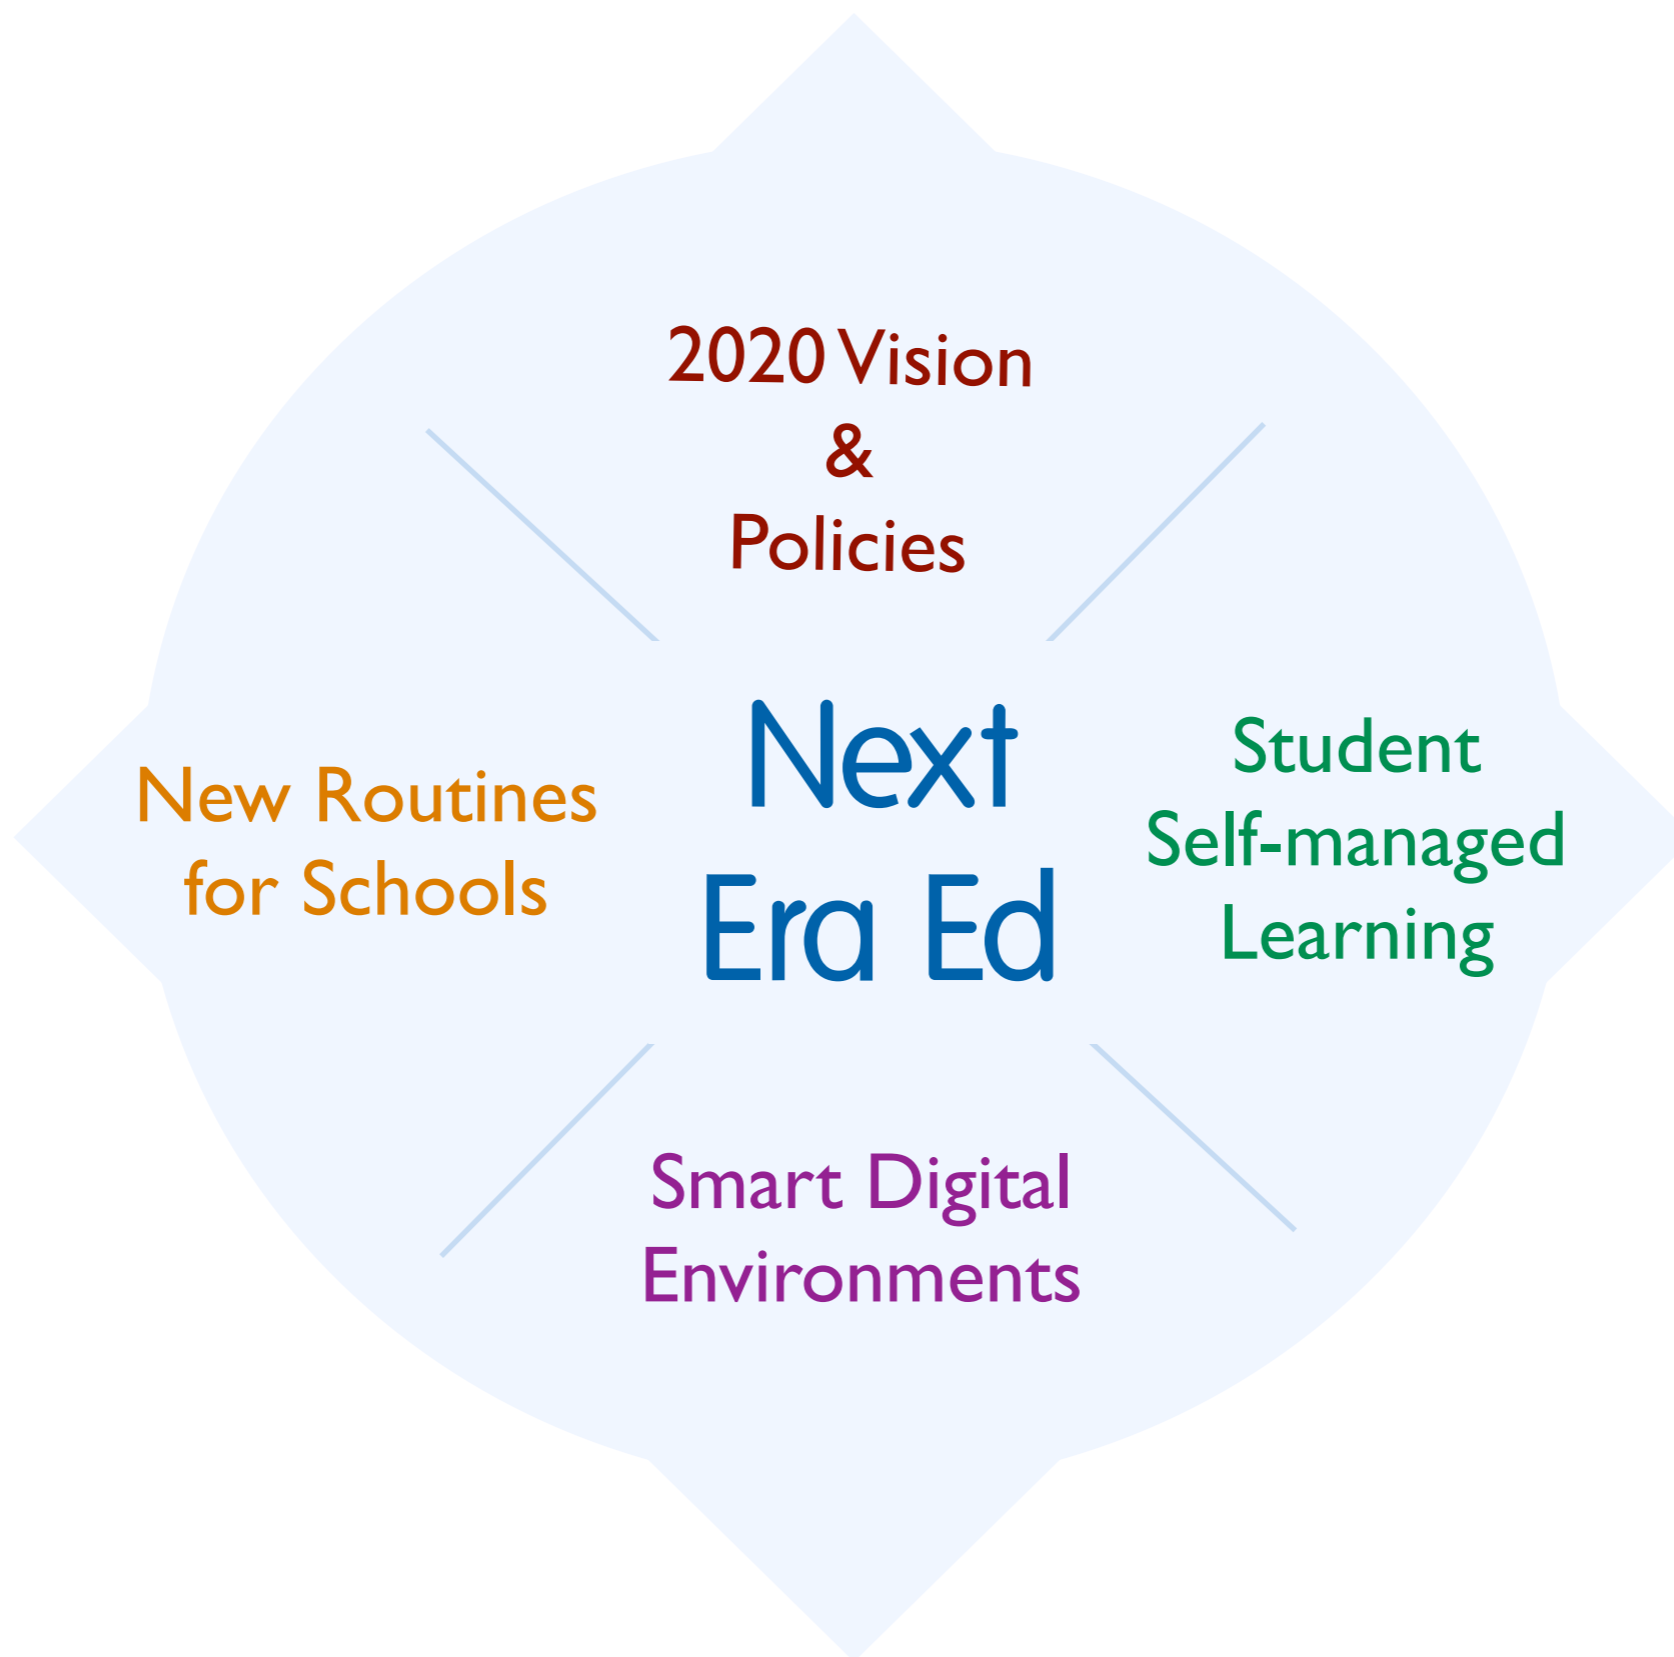 2020 Vision
&
Policies
New Routines
for Schools
Next
Era Ed
Student
Self-managed
Learning
Smart Digital
Environments